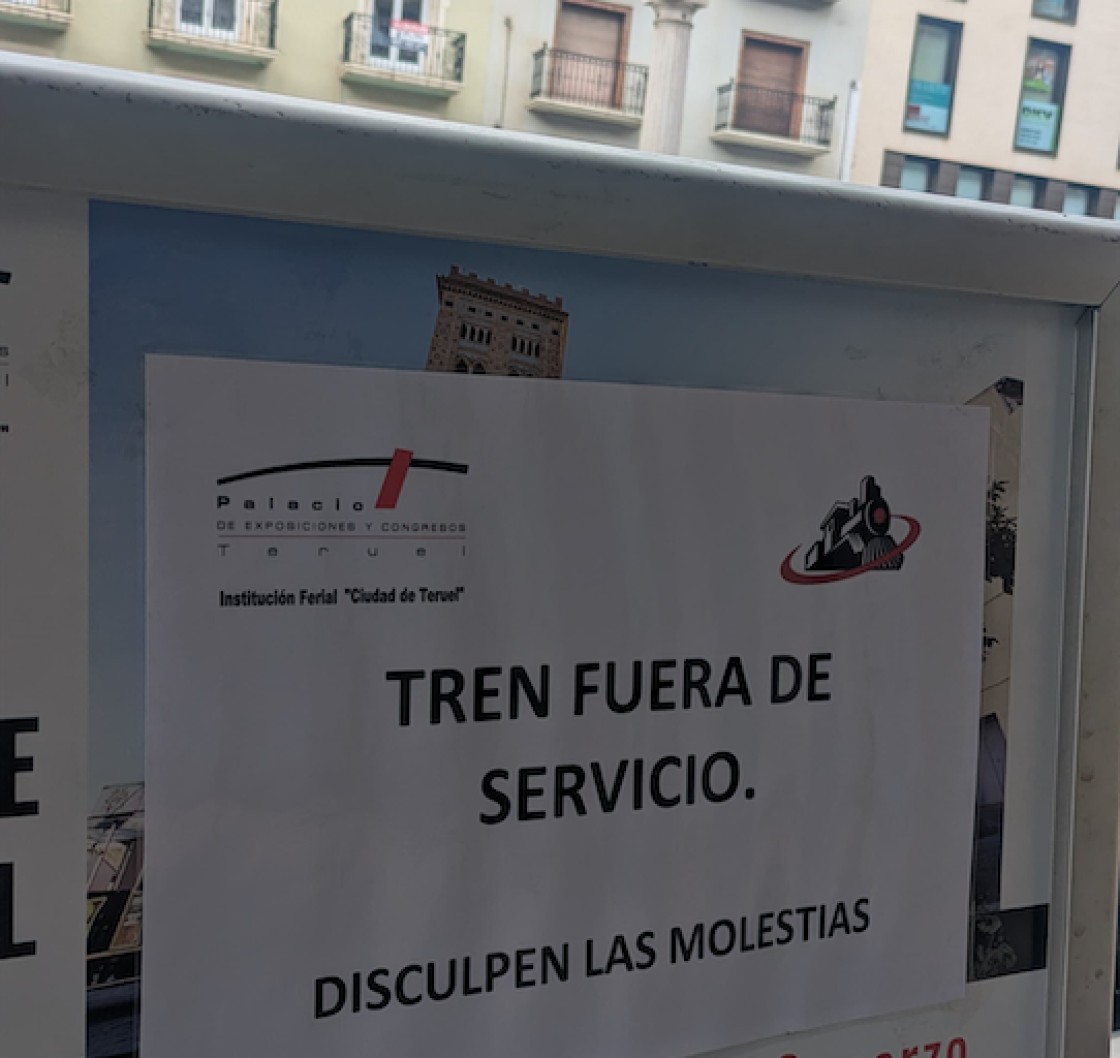 Palacio
DE EXPOSICIONES Y CONGRESOS
Teruel
Institución Ferial "Ciudad de Teruel"
TREN FUERA DE
SERVICIO.
DISCULPEN LAS MOLESTIAS
E
L